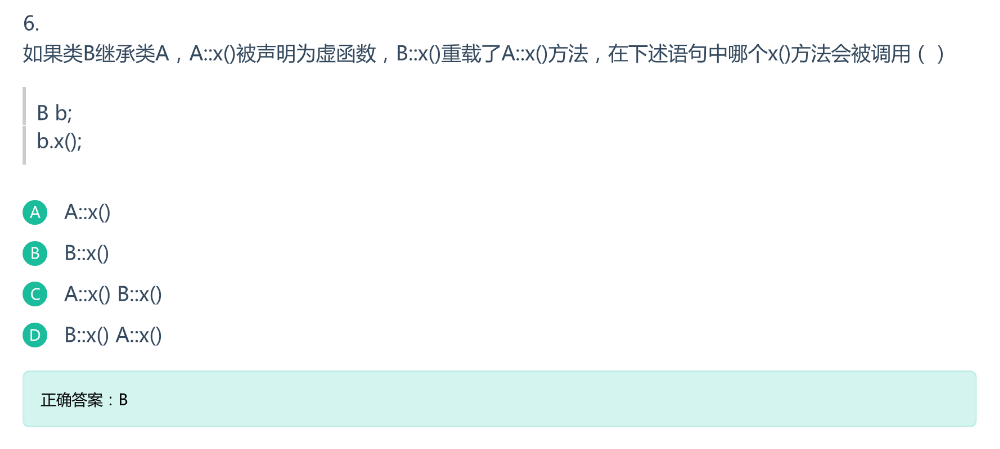 6.
如果类B继承类A，A::x()被声明为虚函数，B::x()重载了A::x()方法，在下述语句中哪个x()方法会被调用（ ）
B b;
b.x();
A A::x()
B B::x()
C A::x() B::x()
D B::x() A::x()
正确答案：B